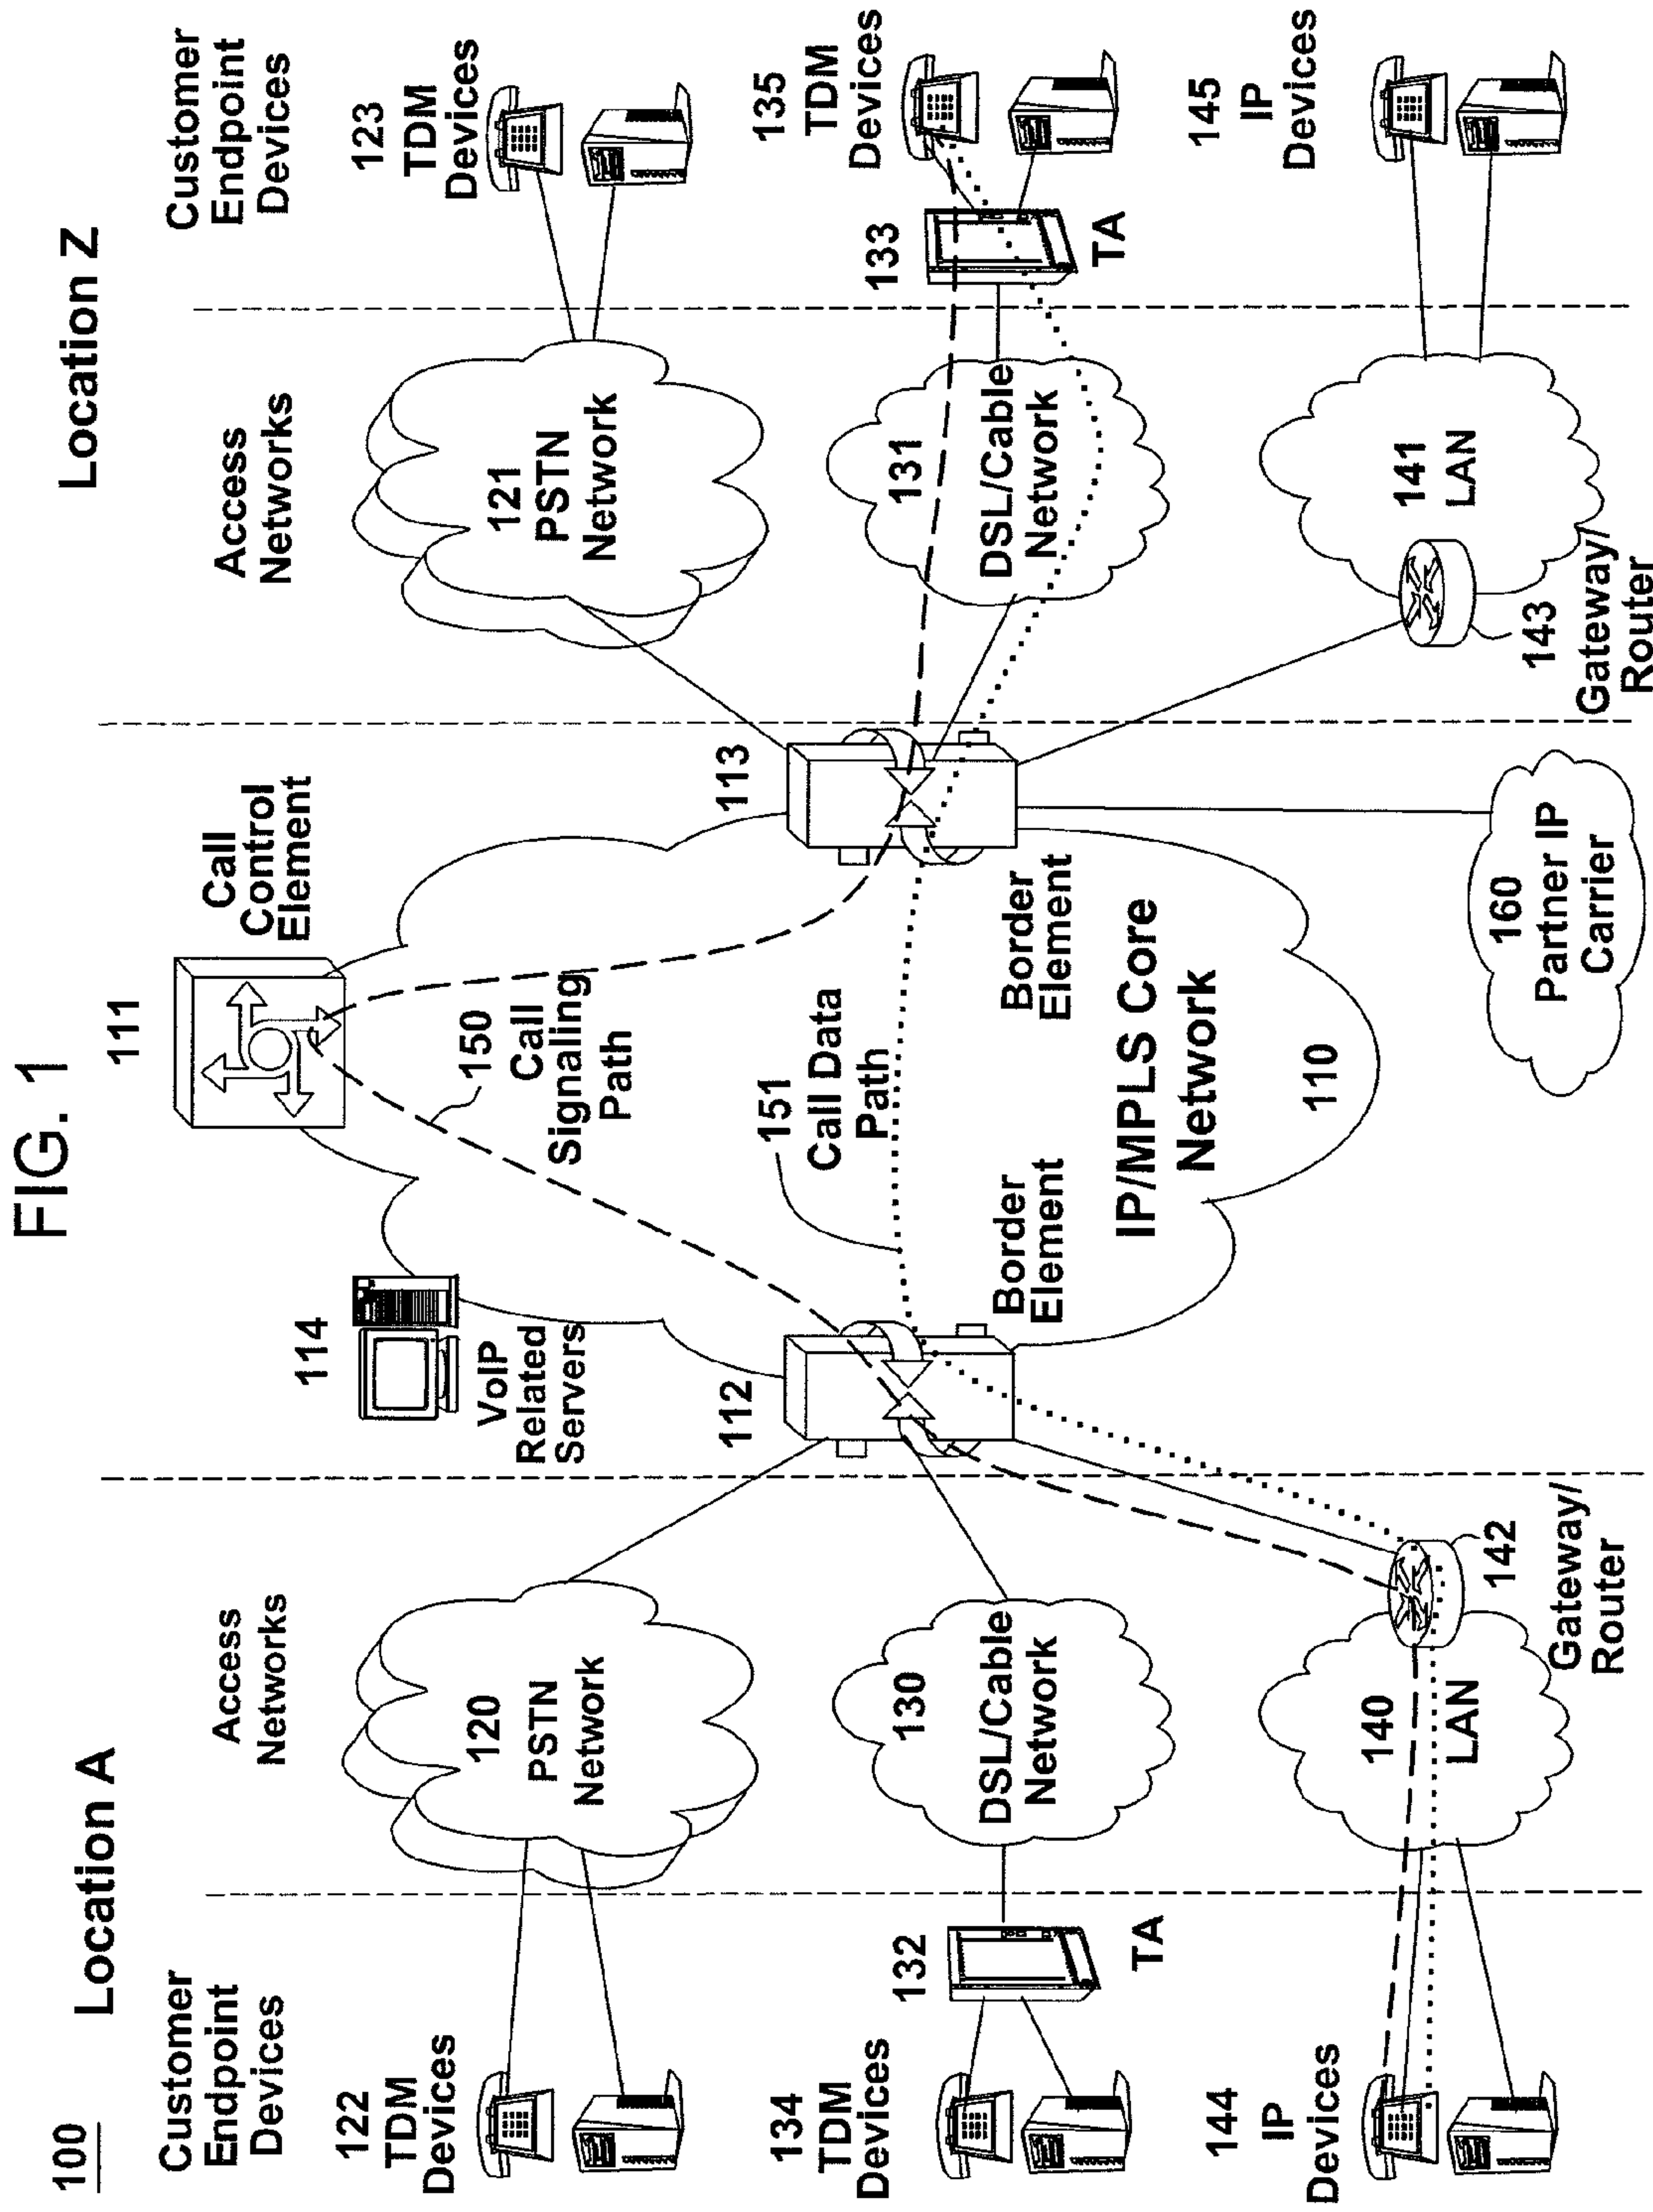 FIG. 1
100
Location A
Location Z
Customer
Endpoint
Devices
Access
Networks
111
Call
Control
Element
Access
Networks
Customer
Endpoint
Devices
122
TDM
Devices
120
PSTN
Network
114
VoIP
Related
Servers
150
Call
Signaling
Path
121
PSTN
Network
123
TDM
Devices
134
TDM
Devices
132
TA
130
DSL/Cable
Network
112
Border
Element
151
Call Data
Path
113
Border
Element
131
DSL/Cable
Network
133
TA
135
TDM
Devices
IP/MPLS Core
Network
110
144
IP
Devices
140
LAN
142
Gateway/
Router
160
Partner IP
Carrier
143
Gateway/
Router
141
LAN
145
IP
Devices